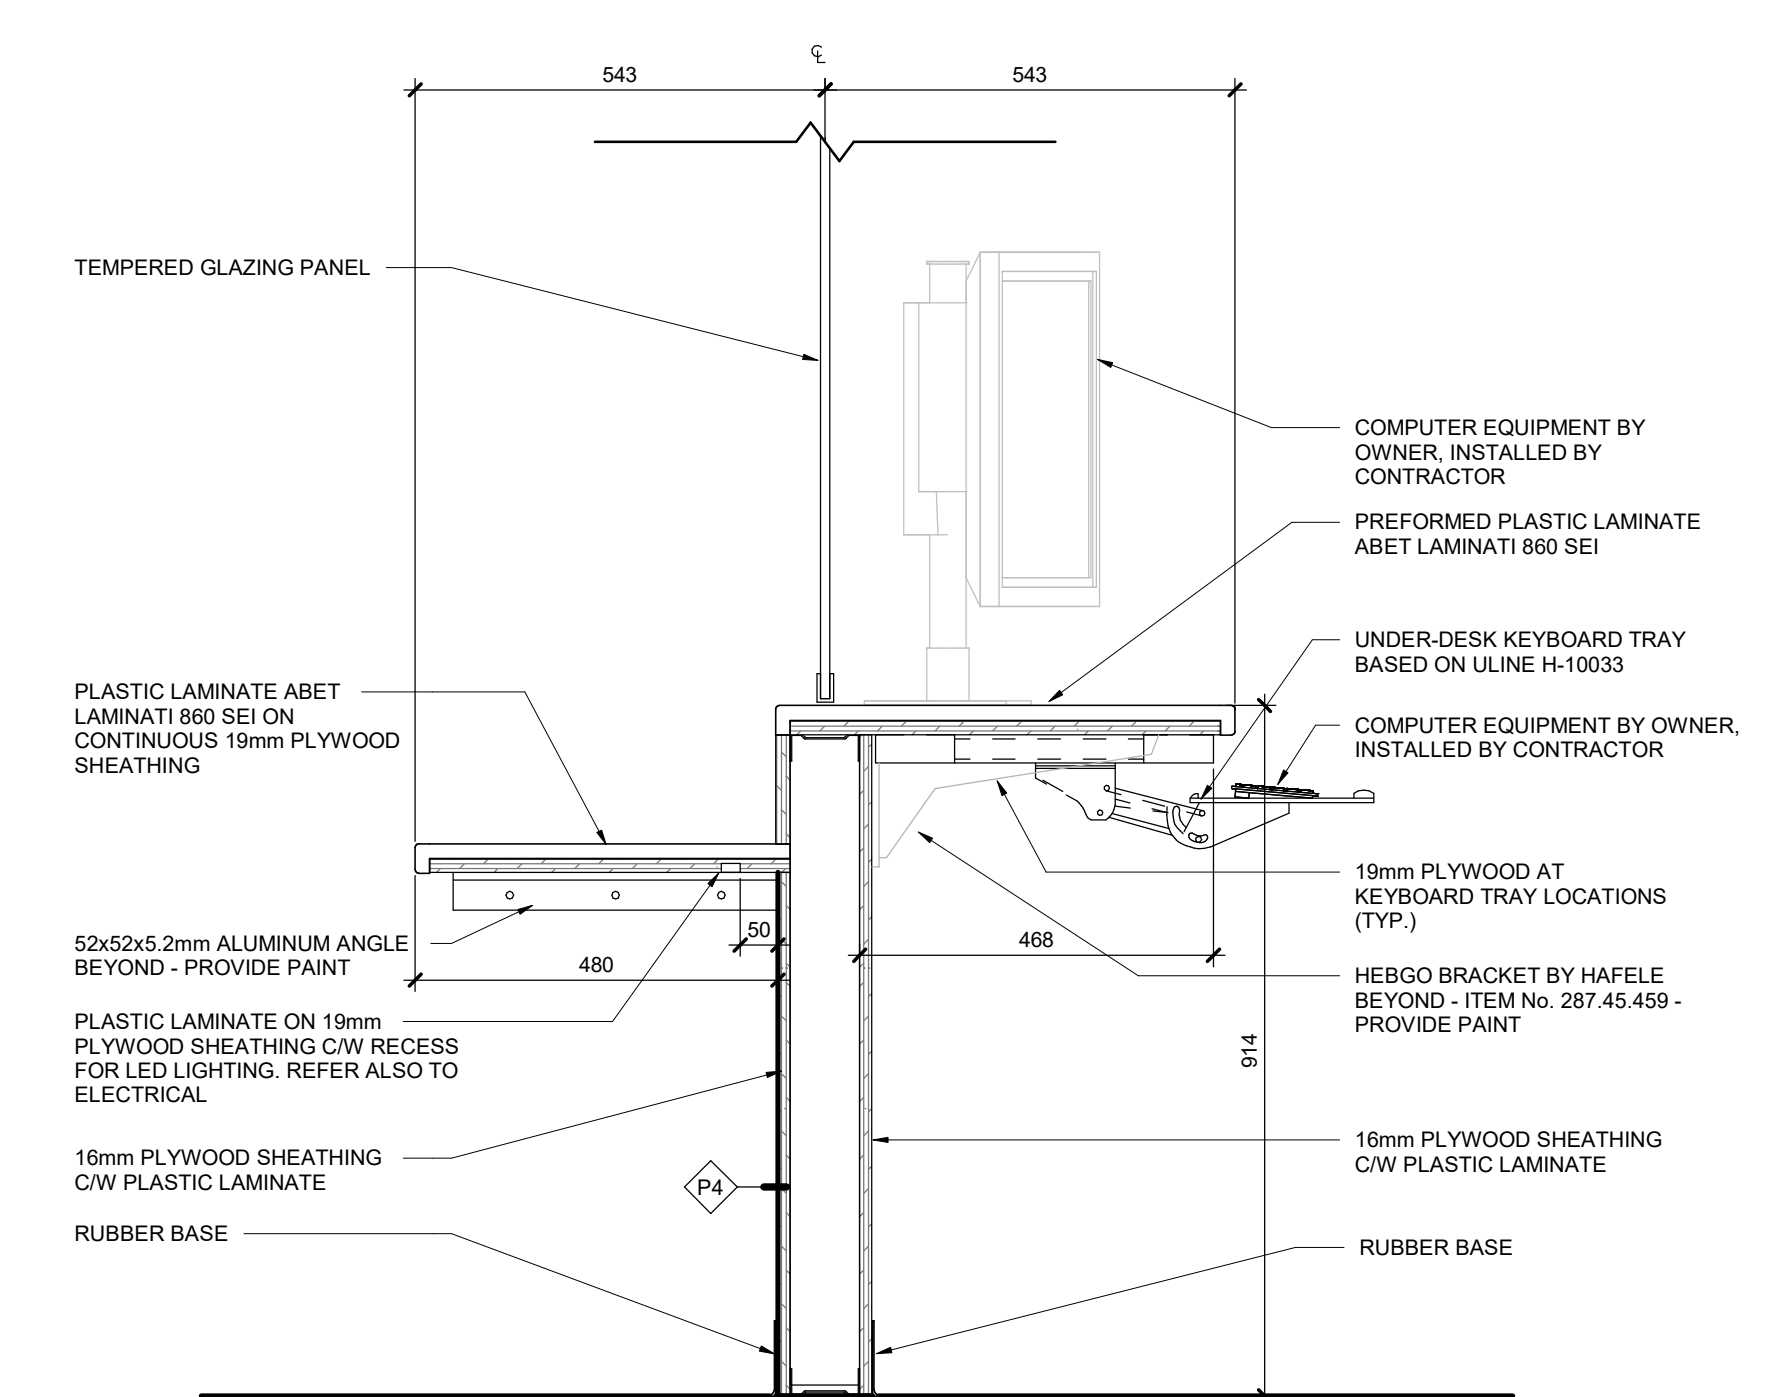 ℄
543
543
TEMPERED GLAZING PANEL
COMPUTER EQUIPMENT BY
OWNER, INSTALLED BY
CONTRACTOR
PREFORMED PLASTIC LAMINATE
ABET LAMINATI 860 SEI
UNDER-DESK KEYBOARD TRAY
BASED ON ULINE H-10033
PLASTIC LAMINATE ABET
LAMINATI 860 SEI ON
CONTINUOUS 19mm PLYWOOD
SHEATHING
COMPUTER EQUIPMENT BY OWNER,
INSTALLED BY CONTRACTOR
19mm PLYWOOD AT
KEYBOARD TRAY LOCATIONS
(TYP.)
52x52x5.2mm ALUMINUM ANGLE
BEYOND - PROVIDE PAINT
50
480
468
HEBGO BRACKET BY HAFELE
BEYOND - ITEM No. 287.45.459 -
PROVIDE PAINT
PLASTIC LAMINATE ON 19mm
PLYWOOD SHEATHING C/W RECESS
FOR LED LIGHTING. REFER ALSO TO
ELECTRICAL
914
16mm PLYWOOD SHEATHING
C/W PLASTIC LAMINATE
16mm PLYWOOD SHEATHING
C/W PLASTIC LAMINATE
P4
RUBBER BASE
RUBBER BASE